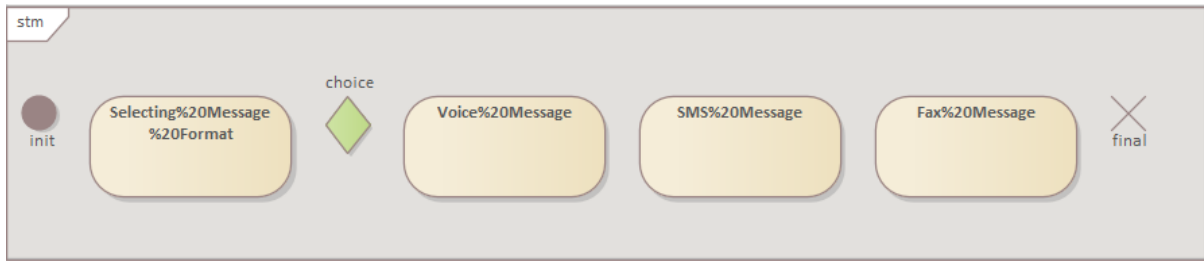 stm
choice
init
Selecting%20Message
%20Format
Voice%20Message
SMS%20Message
Fax%20Message
final